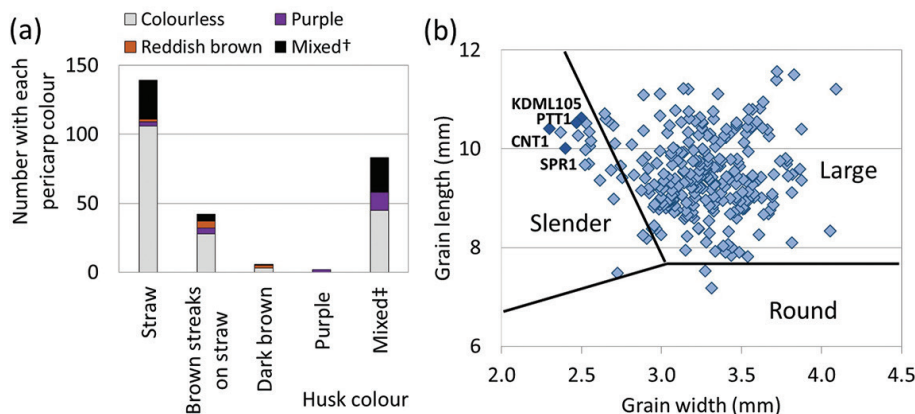 (a)
Colourless
Purple
Reddish brown
Mixed†
Number with each
pericarp colour
150
100
50
0
Straw
Brown streaks
on straw
Dark brown
Purple
Mixed‡
Husk colour
(b)
Grain length (mm)
12
10
8
6
KDML105
PTT1
CNT1
SPR1
Large
Slender
Round
2.0 2.5 3.0 3.5 4.0 4.5
Grain width (mm)